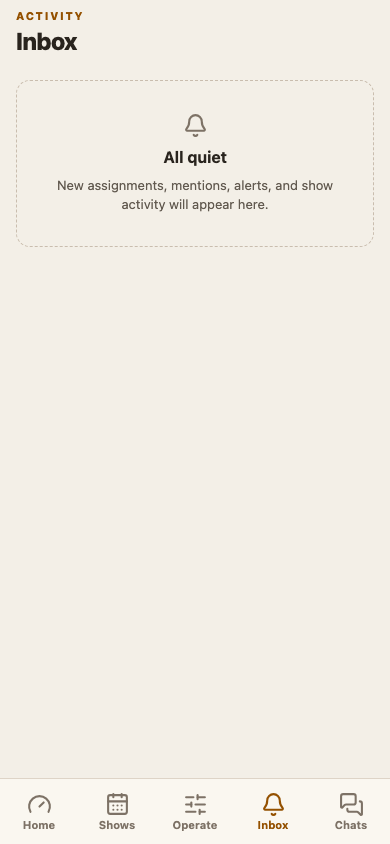 ACTIVITY
Inbox
All quiet
New assignments, mentions, alerts, and show
activity will appear here.
Home
Shows
Operate
Inbox
Chats